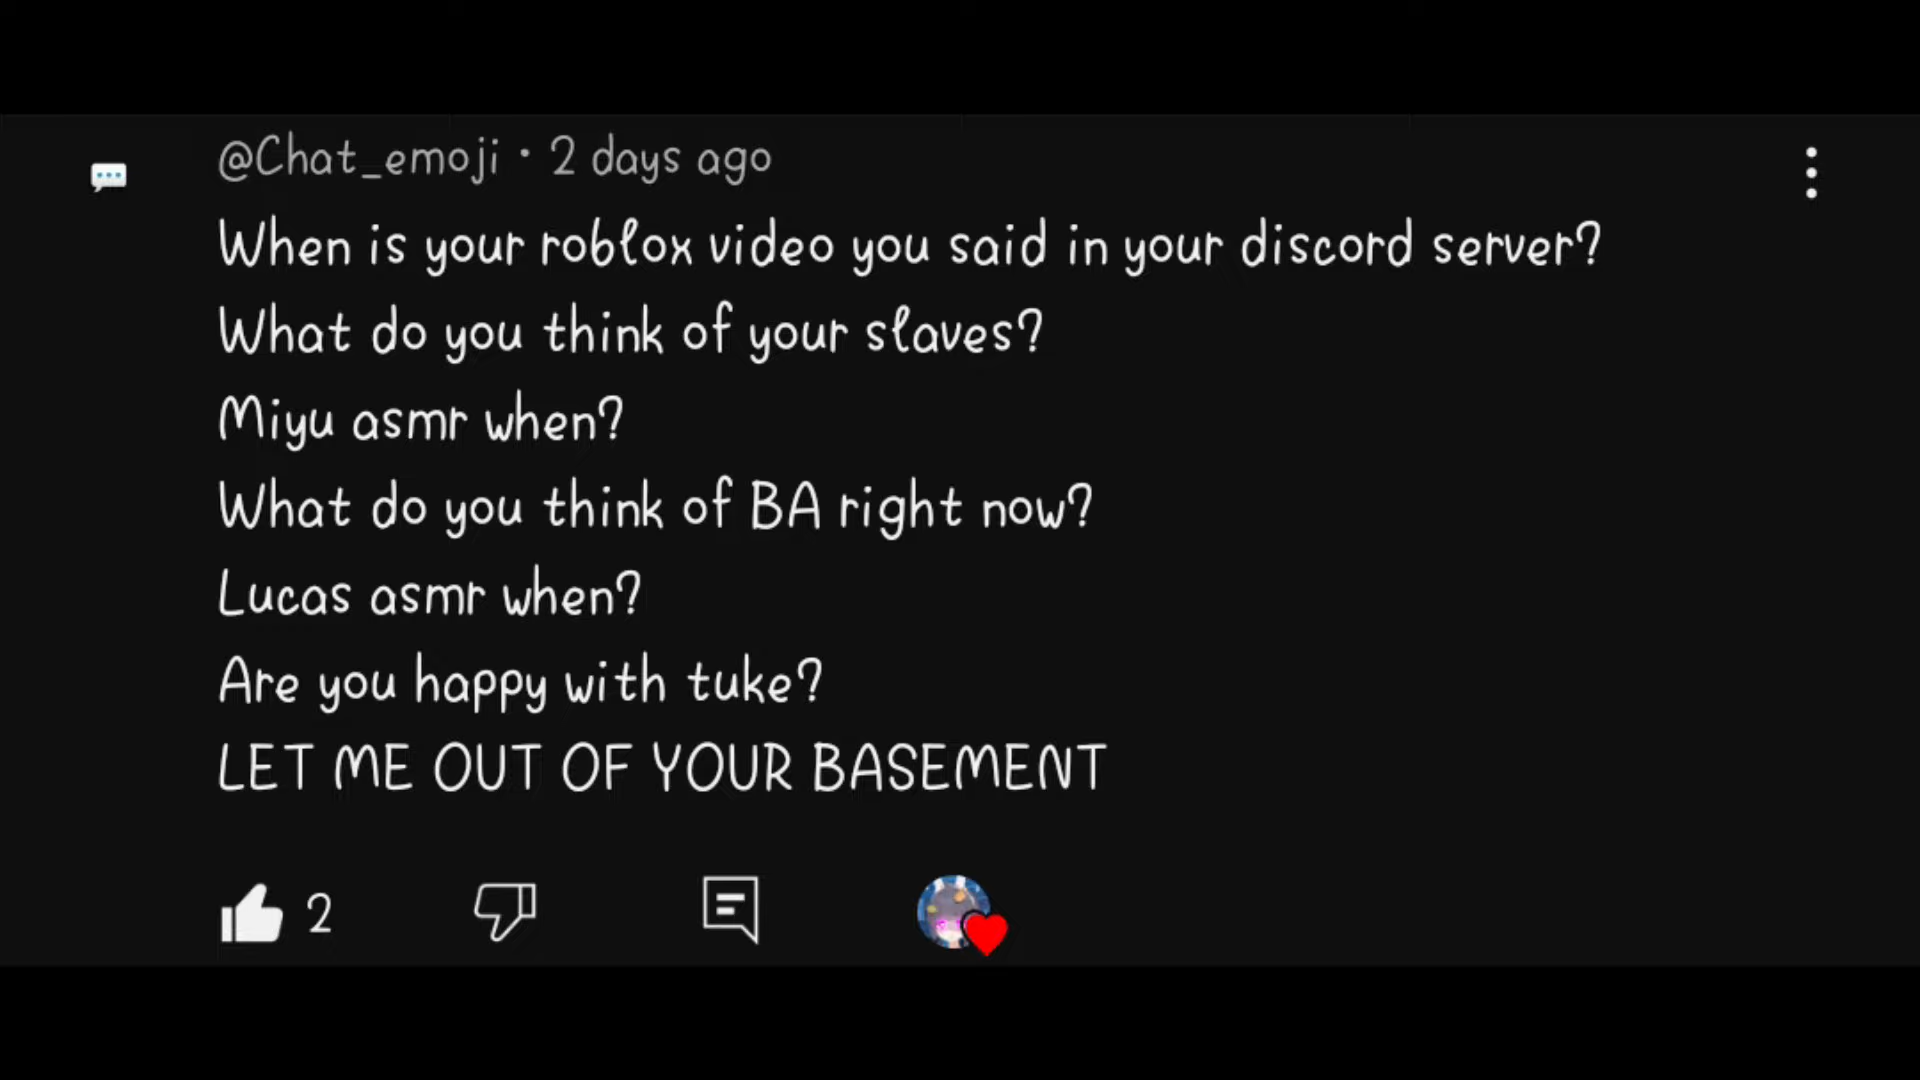 @Chat_emoji · 2 days ago
When is your roblox video you said in your discord server?
What do you think of your slaves?
Miyu asmr when?
What do you think of BA right now?
Lucas asmr when?
Are you happy with tuke?
LET ME OUT OF YOUR BASEMENT
2